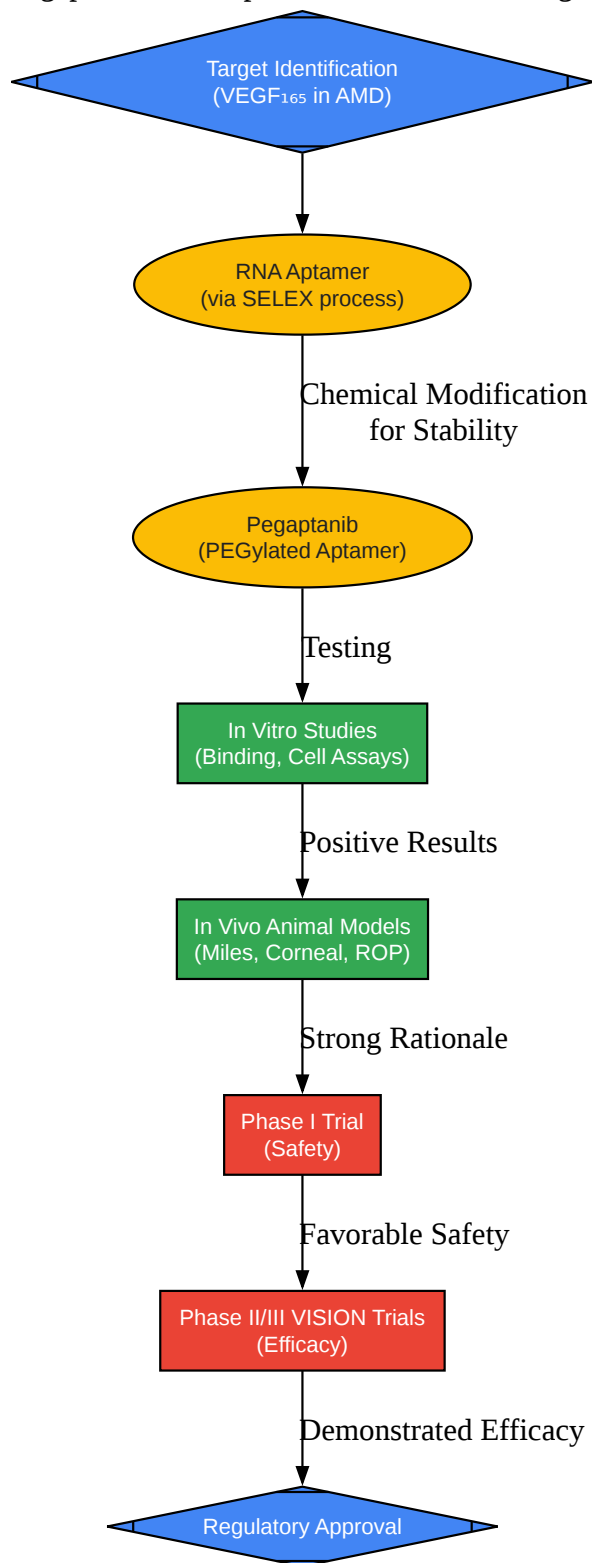 Target Identification
(VEGF₁₆₅ in AMD)
RNA Aptamer
(via SELEX process)
Chemical Modification
for Stability
Pegaptanib
(PEGylated Aptamer)
Testing
In Vitro Studies
(Binding, Cell Assays)
Positive Results
In Vivo Animal Models
(Miles, Corneal, ROP)
Strong Rationale
Phase I Trial
(Safety)
Favorable Safety
Phase II/III VISION Trials
(Efficacy)
Demonstrated Efficacy
Regulatory Approval